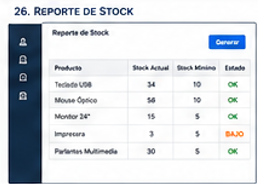 26. REPORTE DE STOCK
Reporte de Stock
Generar
Producto Stock Actual Stock Mínimo Estado
Teclado USB 34 10 OK
Mouse Óptico 56 10 OK
Monitor 24" 15 5 OK
Impresora 3 5 BAJO
Parlantes Multimedia 30 5 OK